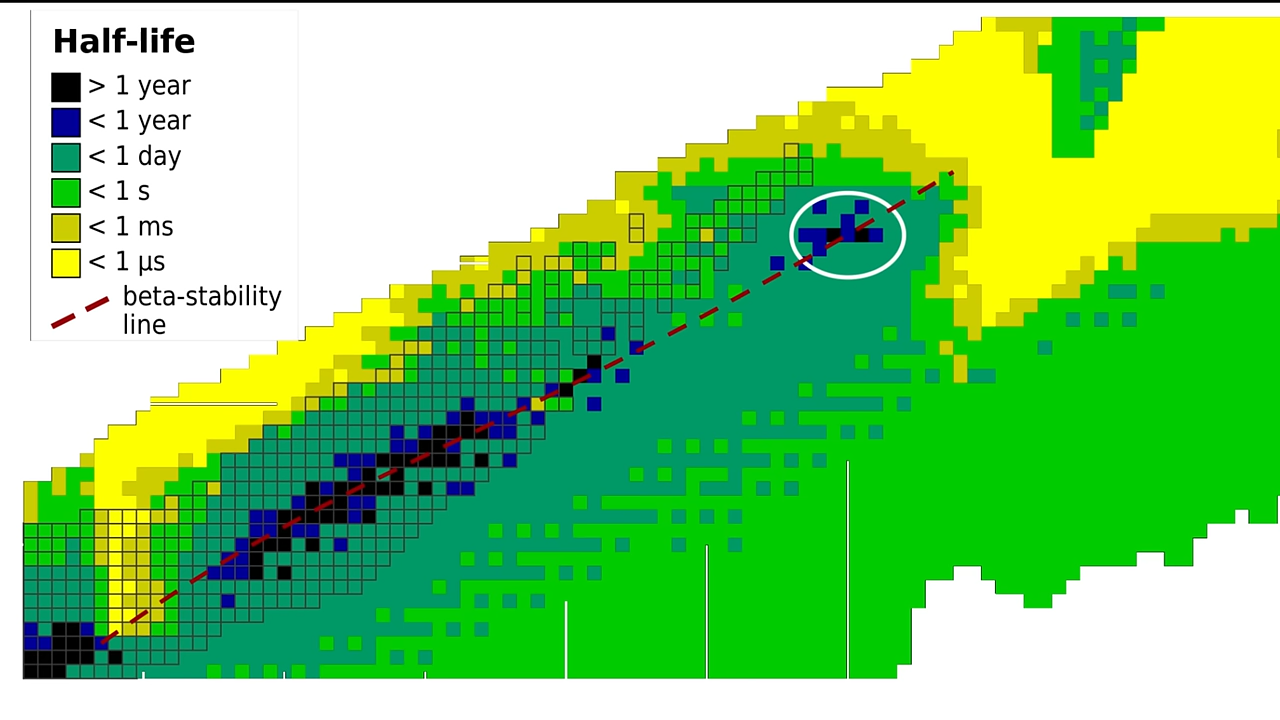 Half-life
> 1 year
< 1 year
< 1 day
< 1 s
< 1 ms
< 1 µs
beta-stability
line